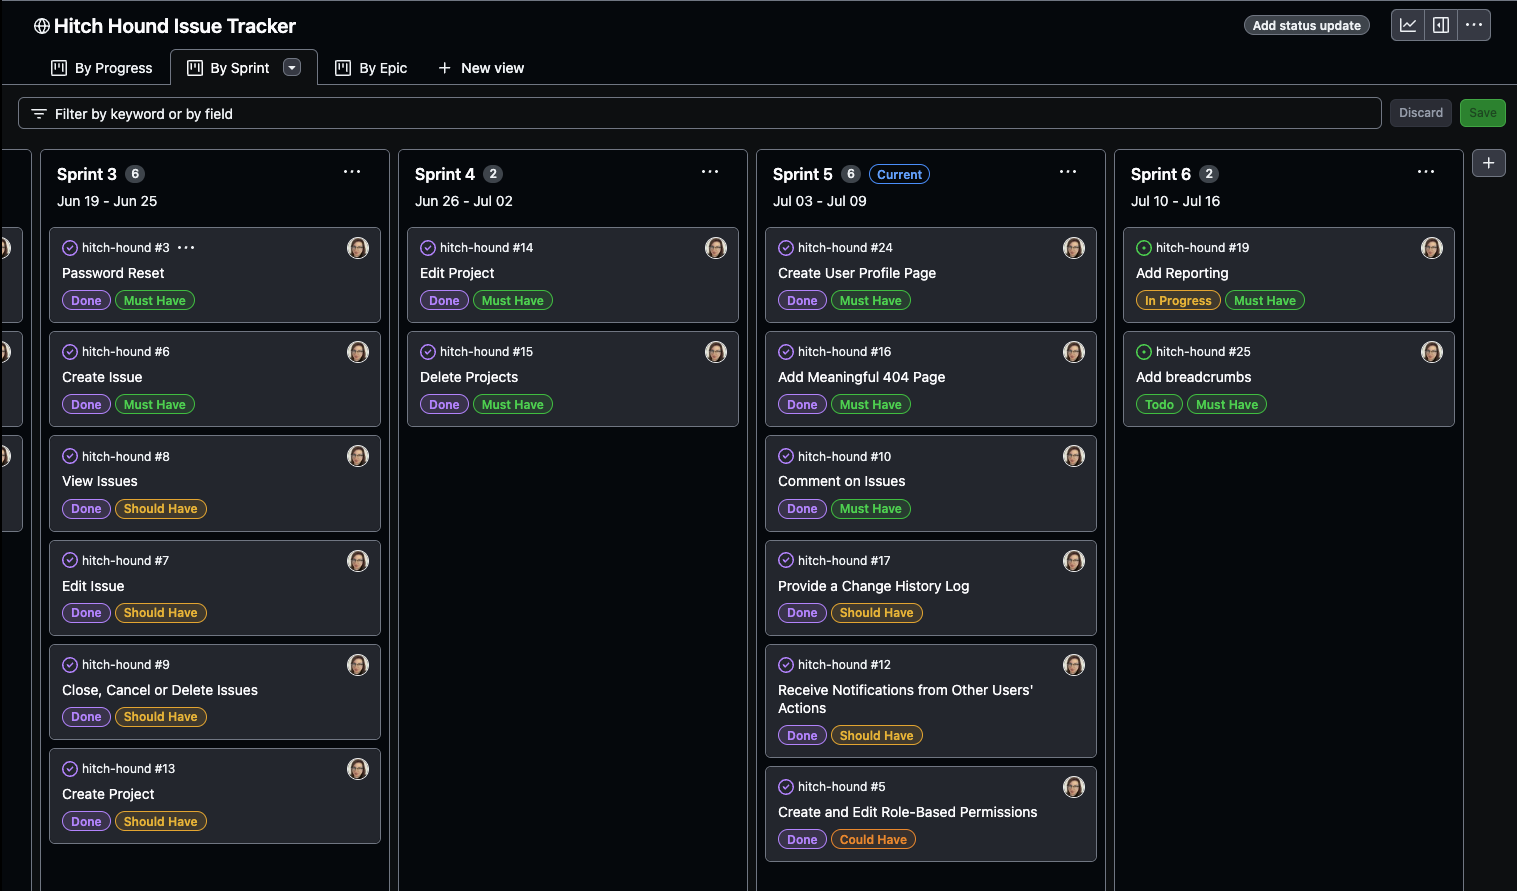 Hitch Hound Issue Tracker
Add status update
By Progress
By Sprint
By Epic
New view
Filter by keyword or by field
Discard
Save
Sprint 3 6
Jun 19 - Jun 25
hitch-hound #3
Password Reset
Done Must Have
hitch-hound #6
Create Issue
Done Must Have
hitch-hound #8
View Issues
Done Should Have
hitch-hound #7
Edit Issue
Done Should Have
hitch-hound #9
Close, Cancel or Delete Issues
Done Should Have
hitch-hound #13
Create Project
Done Should Have
Sprint 4 2
Jun 26 - Jul 02
hitch-hound #14
Edit Project
Done Must Have
hitch-hound #15
Delete Projects
Done Must Have
Sprint 5 6 Current
Jul 03 - Jul 09
hitch-hound #24
Create User Profile Page
Done Must Have
hitch-hound #16
Add Meaningful 404 Page
Done Must Have
hitch-hound #10
Comment on Issues
Done Must Have
hitch-hound #17
Provide a Change History Log
Done Should Have
hitch-hound #12
Receive Notifications from Other Users'
Actions
Done Should Have
hitch-hound #5
Create and Edit Role-Based Permissions
Done Could Have
Sprint 6 2
Jul 10 - Jul 16
hitch-hound #19
Add Reporting
In Progress Must Have
hitch-hound #25
Add breadcrumbs
Todo Must Have